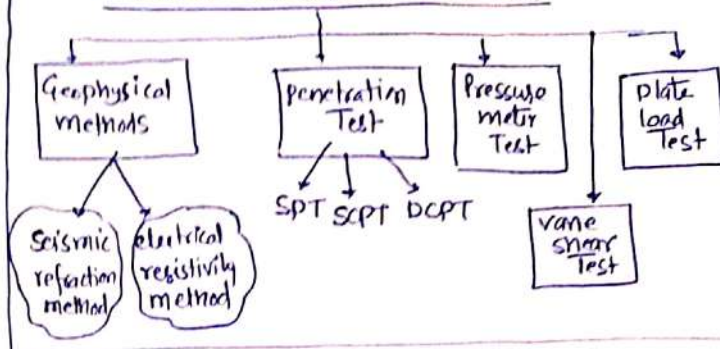 Geophysical
methods
Penetration
Test
Pressure
meter
Test
Plate
load
Test
SPT SCPT DCPT
vane
shear
Test
Seismic
refraction
method
electrical
resistivity
method